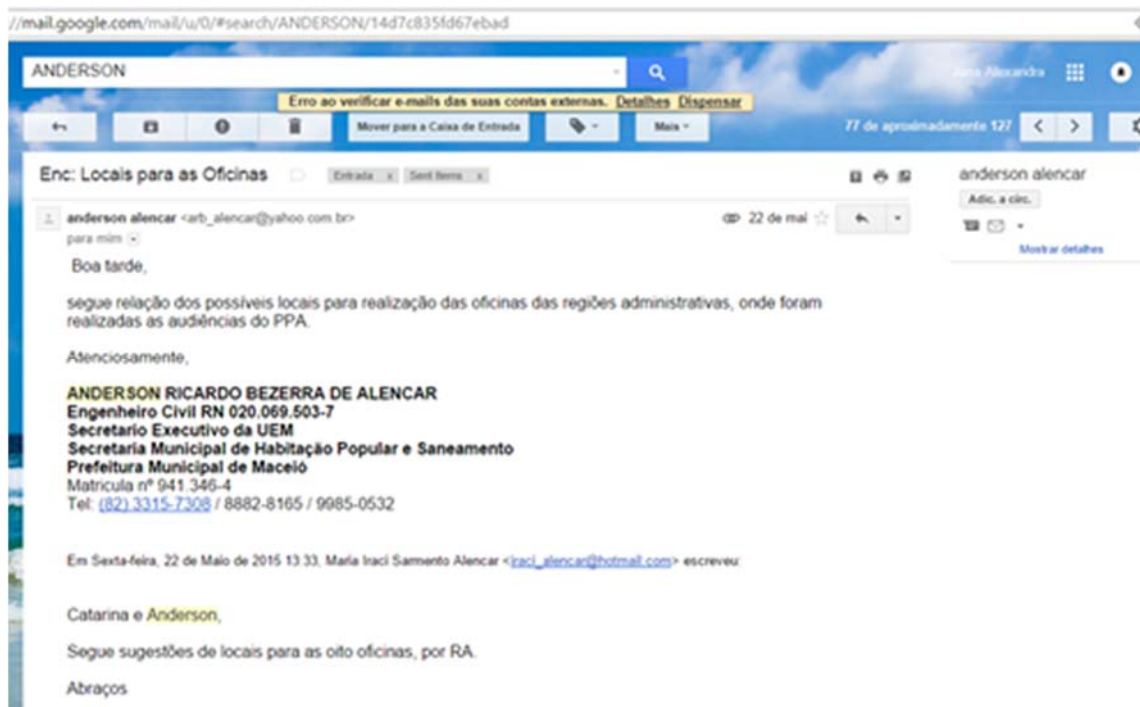 //mail.google.com/mail/u/0/#search/ANDERSON/14d7c835fd67ebad
ANDERSON
Alexandra
Erro ao verificar e-mails das suas contas externas. Detalhes Dispensar
Mover para a Caixa de Entrada
Mais
77 de aproximadamente 127
Enc: Locais para as Oficinas
Entrada x
Sent Items x
anderson alencar
Adic. a circ.
Mostrar detalhes
anderson alencar <arb_alencar@yahoo.com.br>
22 de mai
para mim
Boa tarde,
segue relação dos possíveis locais para realização das oficinas das regiões administrativas, onde foram
realizadas as audiências do PPA.
Atenciosamente,
ANDERSON RICARDO BEZERRA DE ALENCAR
Engenheiro Civil RN 020.069.503-7
Secretario Executivo da UEM
Secretaria Municipal de Habitação Popular e Saneamento
Prefeitura Municipal de Maceió
Matricula nº 941.346-4
Tel: (82) 3315-7308 / 8882-8165 / 9985-0532
Em Sexta-feira, 22 de Maio de 2015 13:33, Maria Iraci Sarmento Alencar <iraci_alencar@hotmail.com> escreveu:
Catarina e Anderson,
Segue sugestões de locais para as oito oficinas, por RA.
Abraços